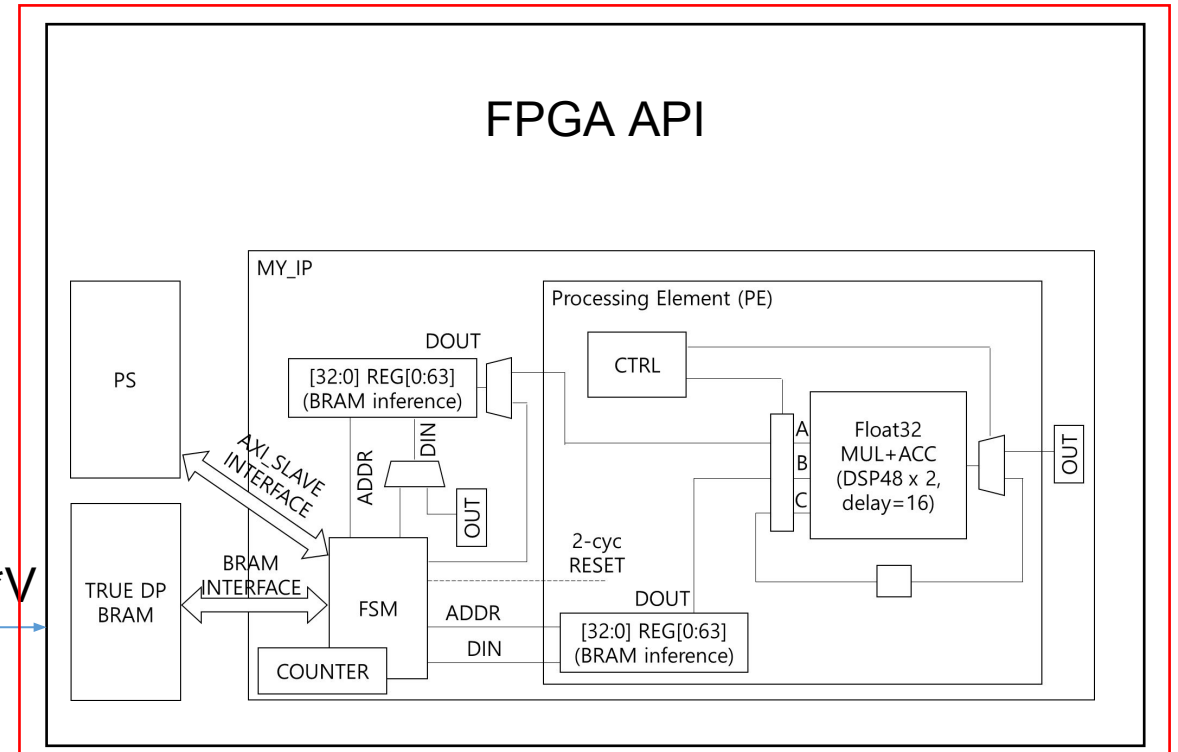 FPGA API
MY_IP
Processing Element (PE)
PS
DOUT
[32:0] REG[0:63]
(BRAM inference)
CTRL
ADDR
DIN
OUT
AXI_SLAVE
INTERFACE
A
B
C
Float32
MUL+ACC
(DSP48 x 2,
delay=16)
OUT
2-cyc
RESET
V
TRUE DP
BRAM
BRAM
INTERFACE
FSM
COUNTER
ADDR
DIN
DOUT
[32:0] REG[0:63]
(BRAM inference)